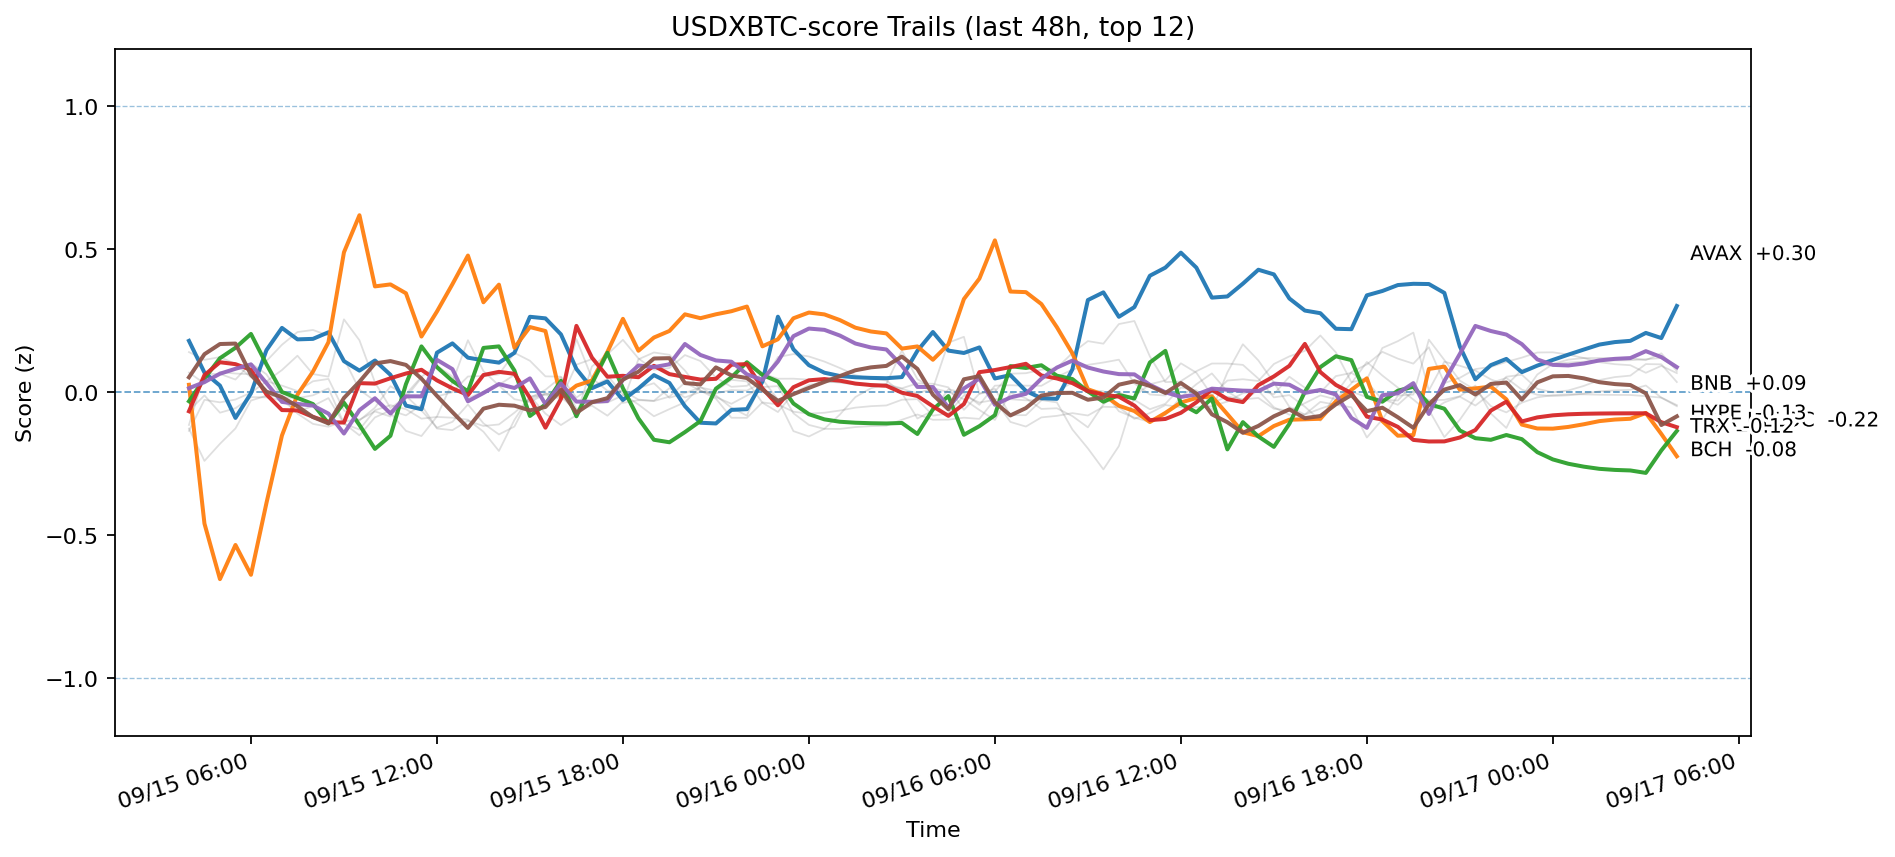 USDXBTC-score Trails (last 48h, top 12)
Score (z)
1.0
0.5
0.0
−0.5
−1.0
AVAX +0.30
BNB +0.09
HYPE -0.13
-0.22
TRX -0.12
BCH -0.08
09/15 06:00
09/15 12:00
09/15 18:00
09/16 00:00
09/16 06:00
09/16 12:00
09/16 18:00
09/17 00:00
09/17 06:00
Time